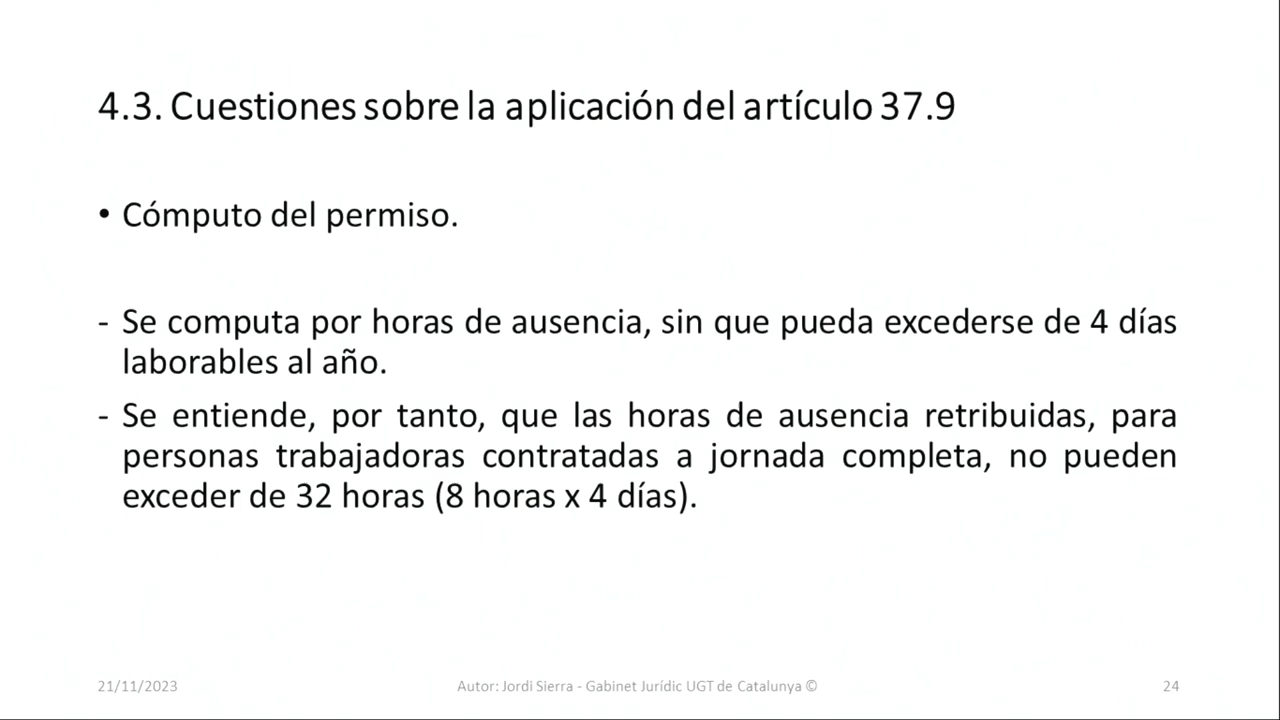 4.3. Cuestiones sobre la aplicación del artículo 37.9
• Cómputo del permiso.
- Se computa por horas de ausencia, sin que pueda excederse de 4 días
laborables al año.
- Se entiende, por tanto, que las horas de ausencia retribuidas, para
personas trabajadoras contratadas a jornada completa, no pueden
exceder de 32 horas (8 horas x 4 días).
21/11/2023 Autor: Jordi Sierra - Gabinet Jurídic UGT de Catalunya © 24